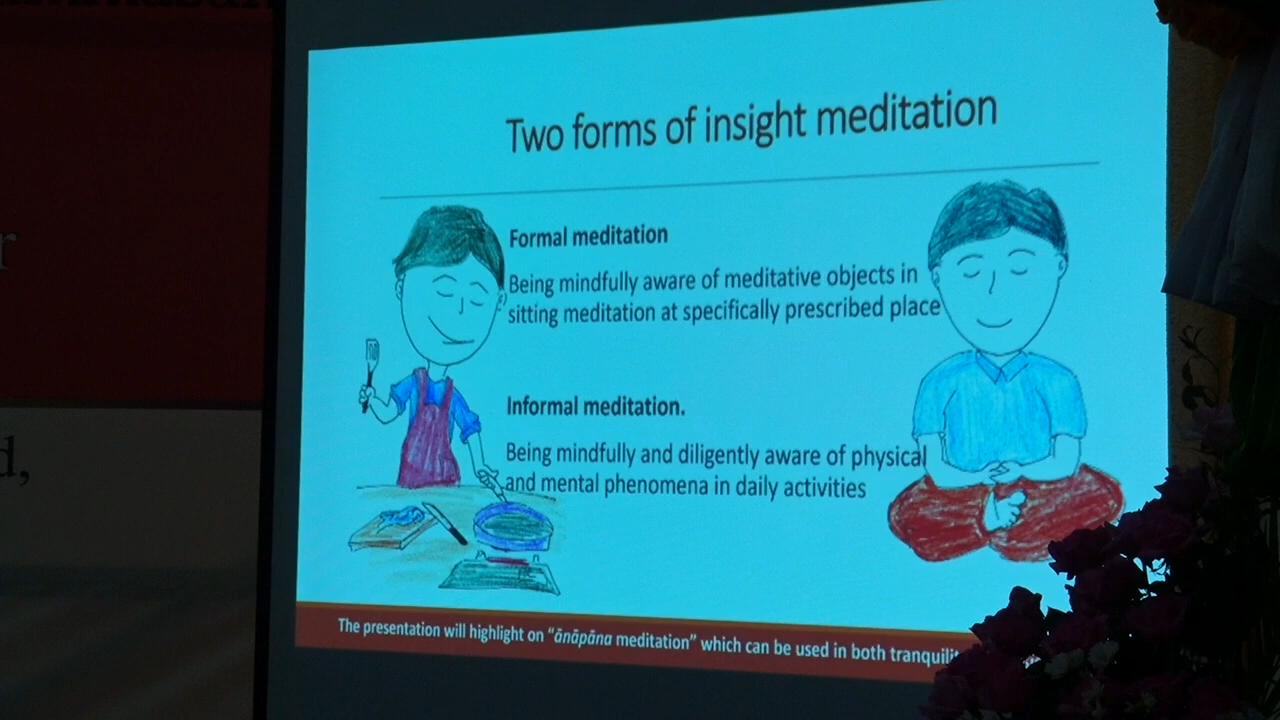 Two forms of insight meditation
Formal meditation
Being mindfully aware of meditative objects in
sitting meditation at specifically prescribed place
Informal meditation.
Being mindfully and diligently aware of physical
and mental phenomena in daily activities
The presentation will highlight on “ānāpāna meditation” which can be used in both
r
d,